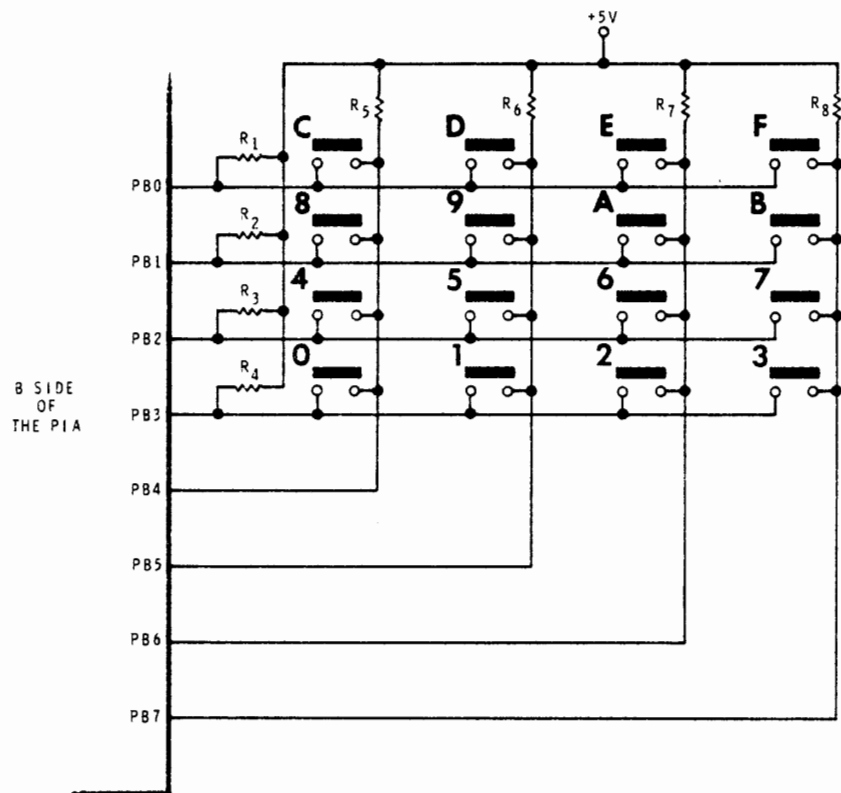 +5V
R5 R6 R7 R8
C D E F
R1
PB0
8 9 A B
R2
PB1
4 5 6 7
R3
PB2
0 1 2 3
R4
B SIDE
OF
THE PIA
PB3
PB4
PB5
PB6
PB7